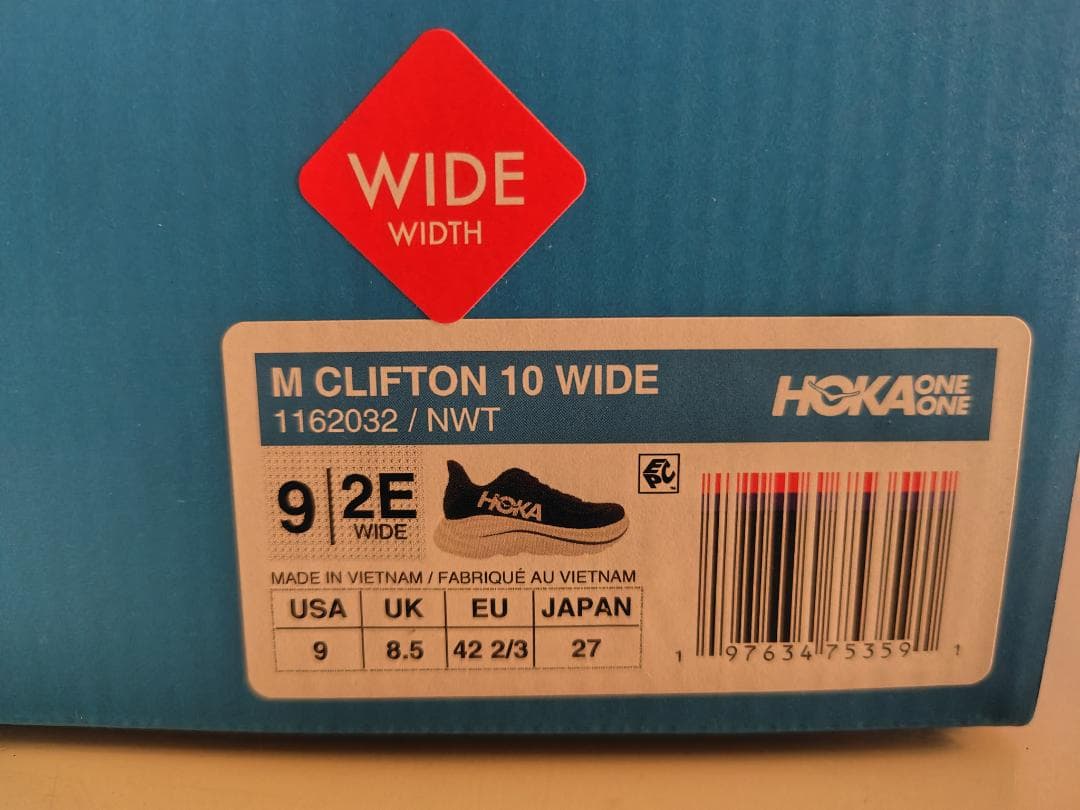 WIDE
WIDTH
M CLIFTON 10 WIDE
1162032 / NWT
HOKA ONE ONE
9 2E
WIDE
HOKA
EPC
MADE IN VIETNAM / FABRIQUÉ AU VIETNAM
USA UK EU JAPAN
9 8.5 42 2/3 27
1 97634 75359 1